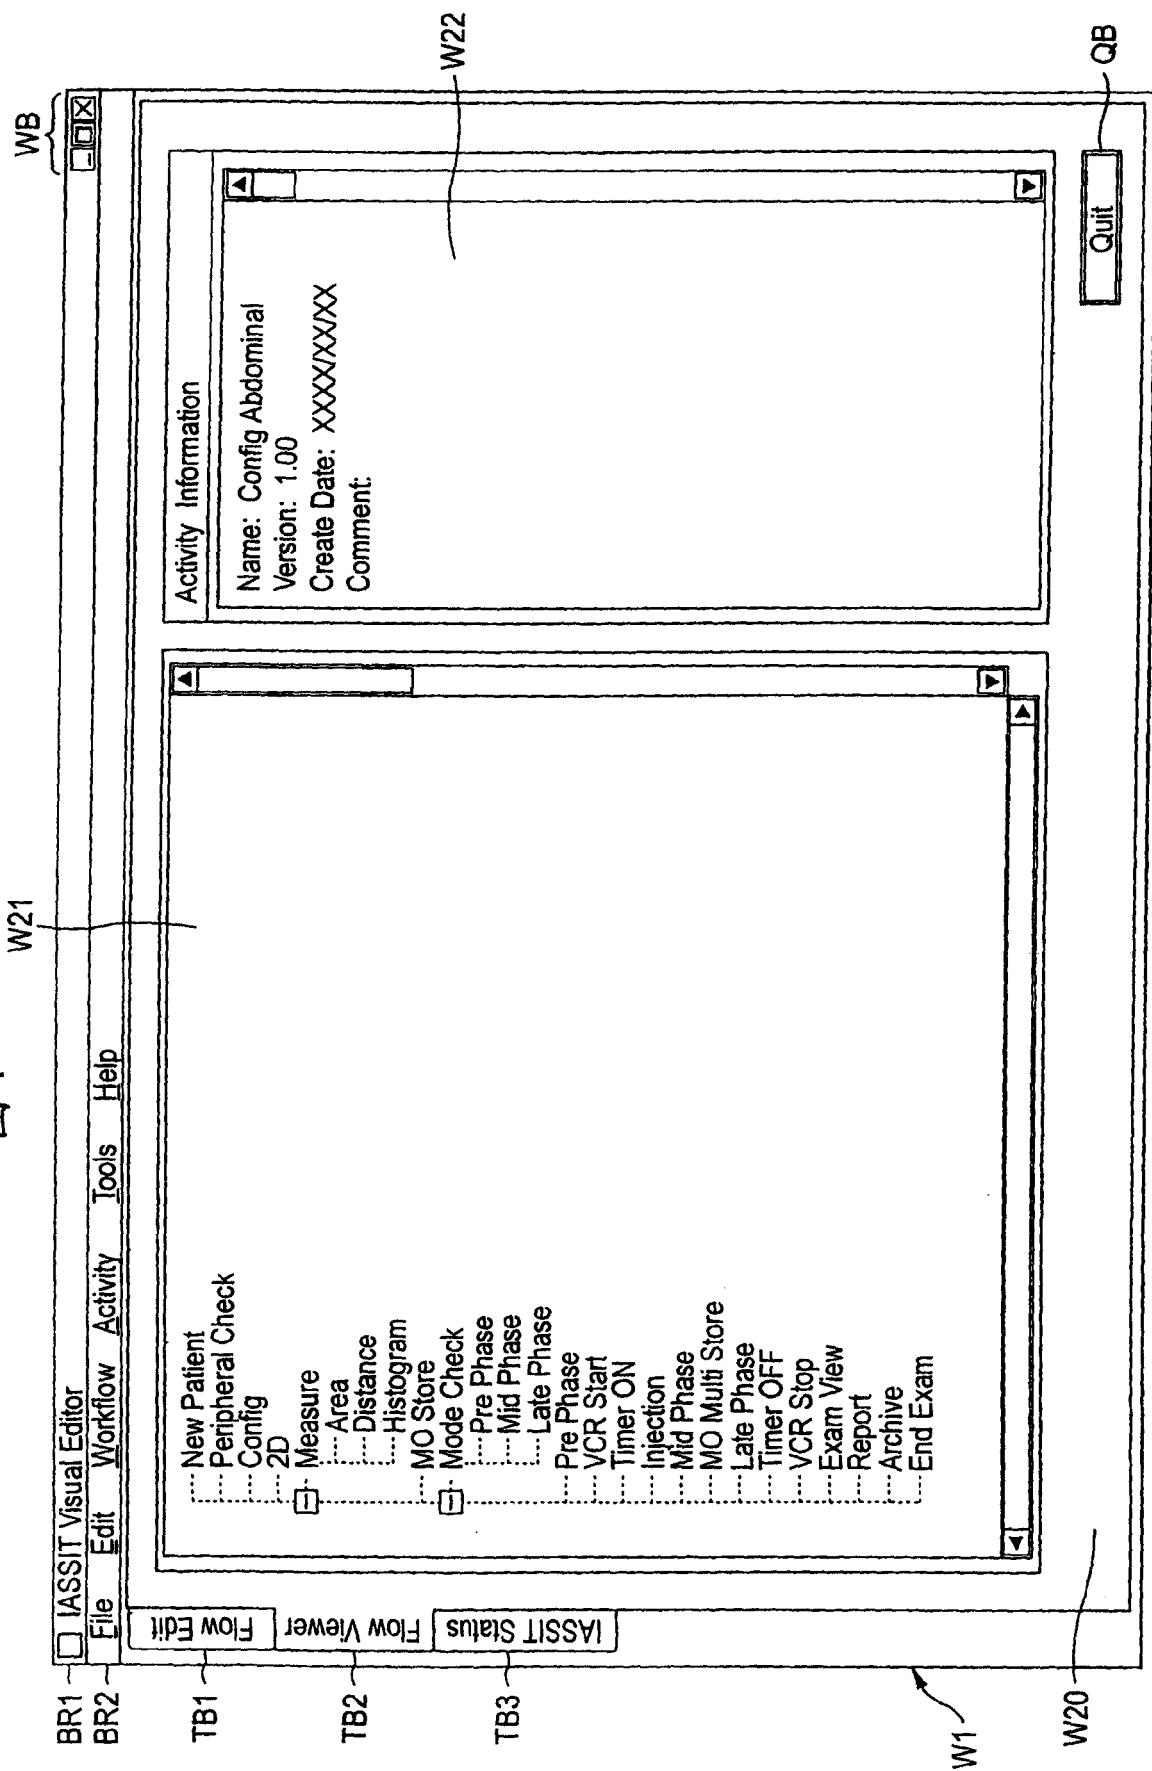 WB
BR1
IASSIT Visual Editor
BR2
File Edit Workflow Activity Tools Help
W21
W22
TB1
Flow Edit
TB2
Flow Viewer
TB3
IASSIT Status
New Patient
Peripheral Check
Config
2D
Measure
Area
Distance
Histogram
MO Store
Mode Check
Pre Phase
Mid Phase
Late Phase
Pre Phase
VCR Start
Timer ON
Injection
Mid Phase
MO Multi Store
Late Phase
Timer OFF
VCR Stop
Exam View
Report
Archive
End Exam
Activity Information
Name: Config Abdominal
Version: 1.00
Create Date: XXXX/XX/XX
Comment:
W1
W20
Quit
QB